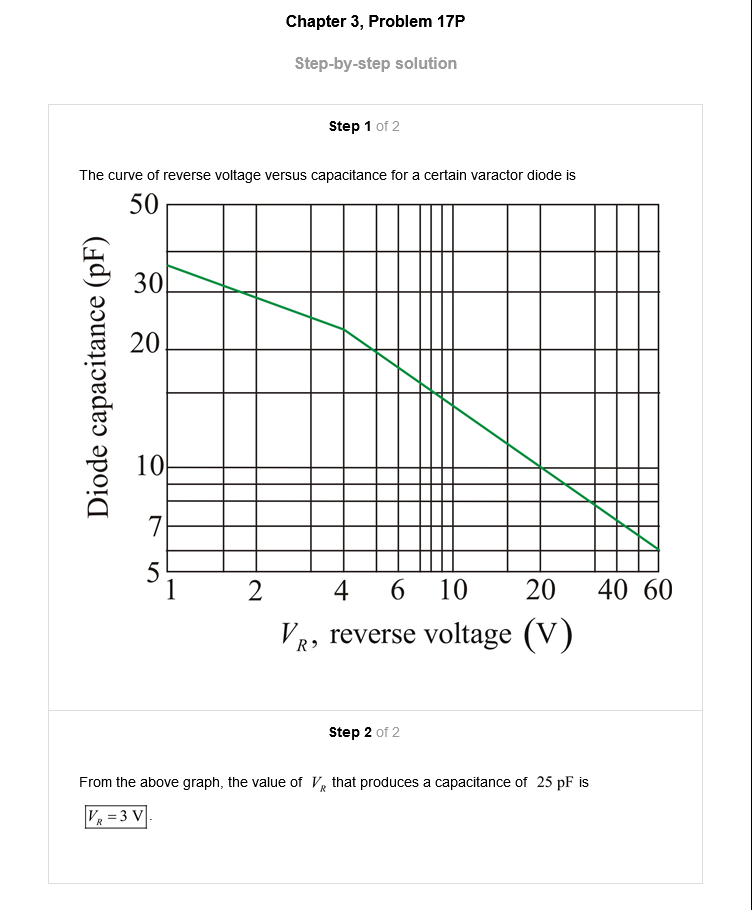 Chapter 3, Problem 17P
Step-by-step solution
Step 1 of 2
The curve of reverse voltage versus capacitance for a certain varactor diode is
Diode capacitance (pF)
50
30
20
10
7
5
1 2 4 6 10 20 40 60
V_R, reverse voltage (V)
Step 2 of 2
From the above graph, the value of V_R that produces a capacitance of 25 pF is
V_R = 3 V.